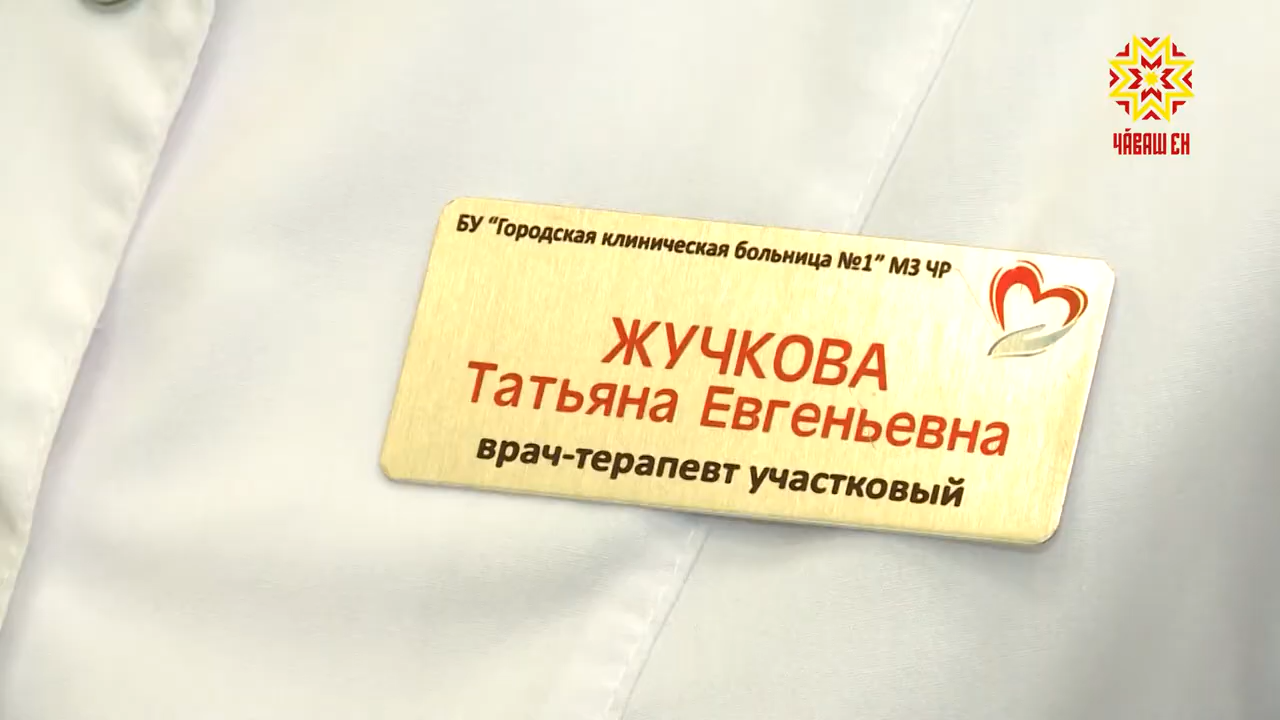 ЧӐВАШ ЕН
БУ "Городская клиническая больница №1" МЗ ЧР
ЖУЧКОВА
Татьяна Евгеньевна
врач-терапевт участковый